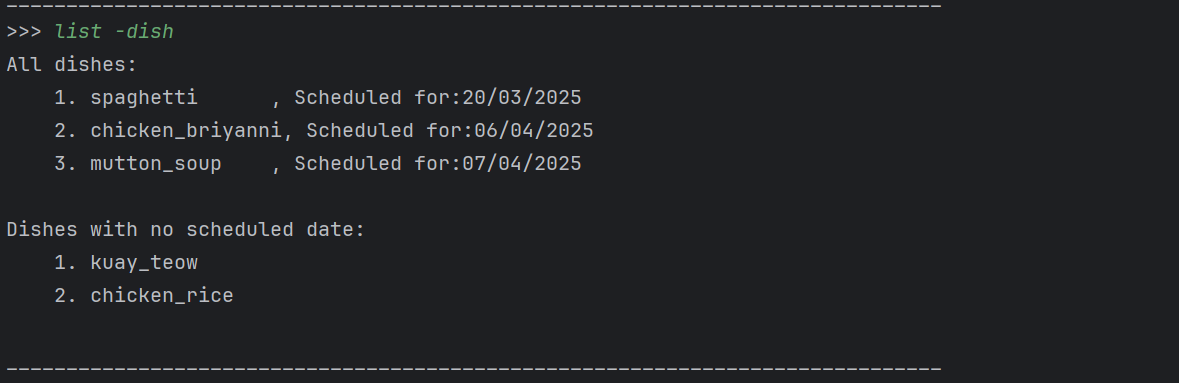 ------------------------------------------------------------------------------
>>> list -dish
All dishes:
    1. spaghetti      , Scheduled for:20/03/2025
    2. chicken_briyanni, Scheduled for:06/04/2025
    3. mutton_soup    , Scheduled for:07/04/2025

Dishes with no scheduled date:
    1. kuay_teow
    2. chicken_rice

------------------------------------------------------------------------------